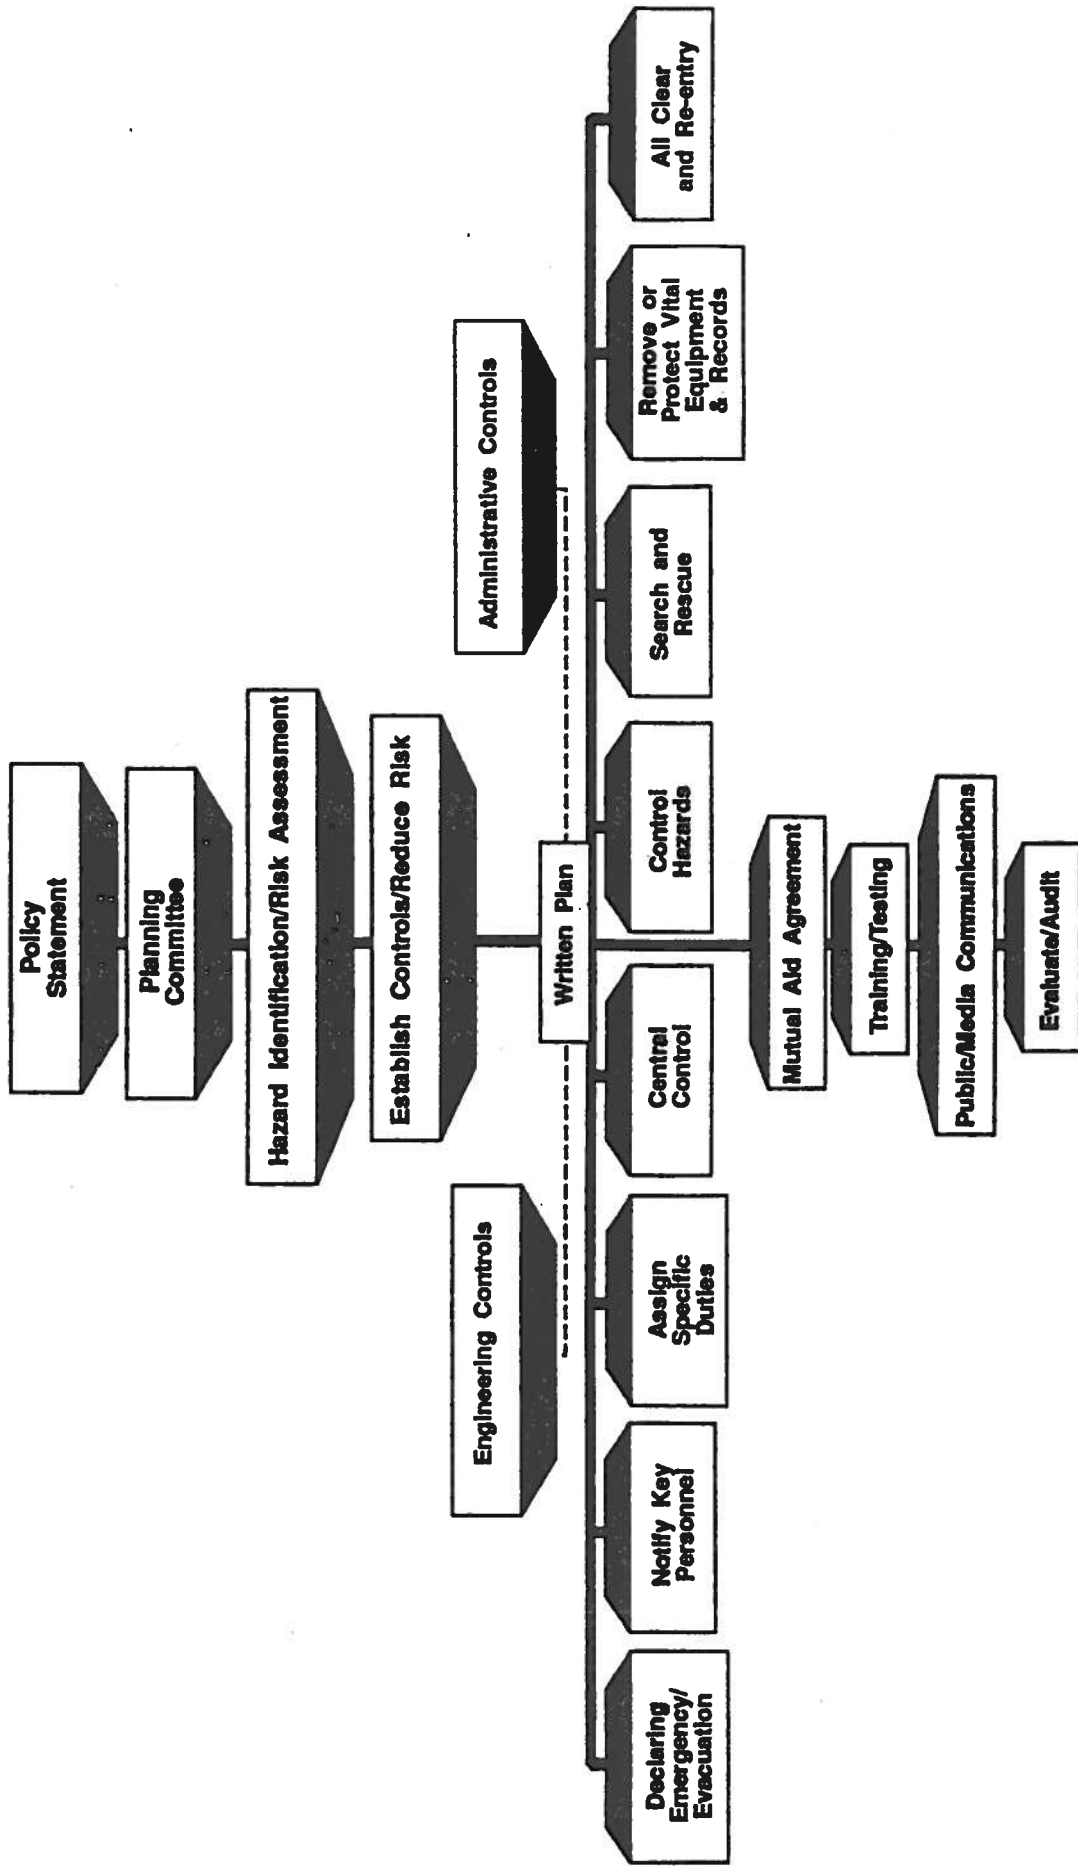 Policy
Statement
Planning
Committee
Hazard Identification/Risk Assessment
Establish Controls/Reduce Risk
Engineering Controls
Administrative Controls
Written Plan
Declaring
Emergency/
Evacuation
Notify Key
Personnel
Assign
Specific
Duties
Central
Control
Control
Hazards
Search and
Rescue
Remove or
Protect Vital
Equipment
& Records
All Clear
and Re-entry
Mutual Aid Agreement
Training/Testing
Public/Media Communications
Evaluate/Audit